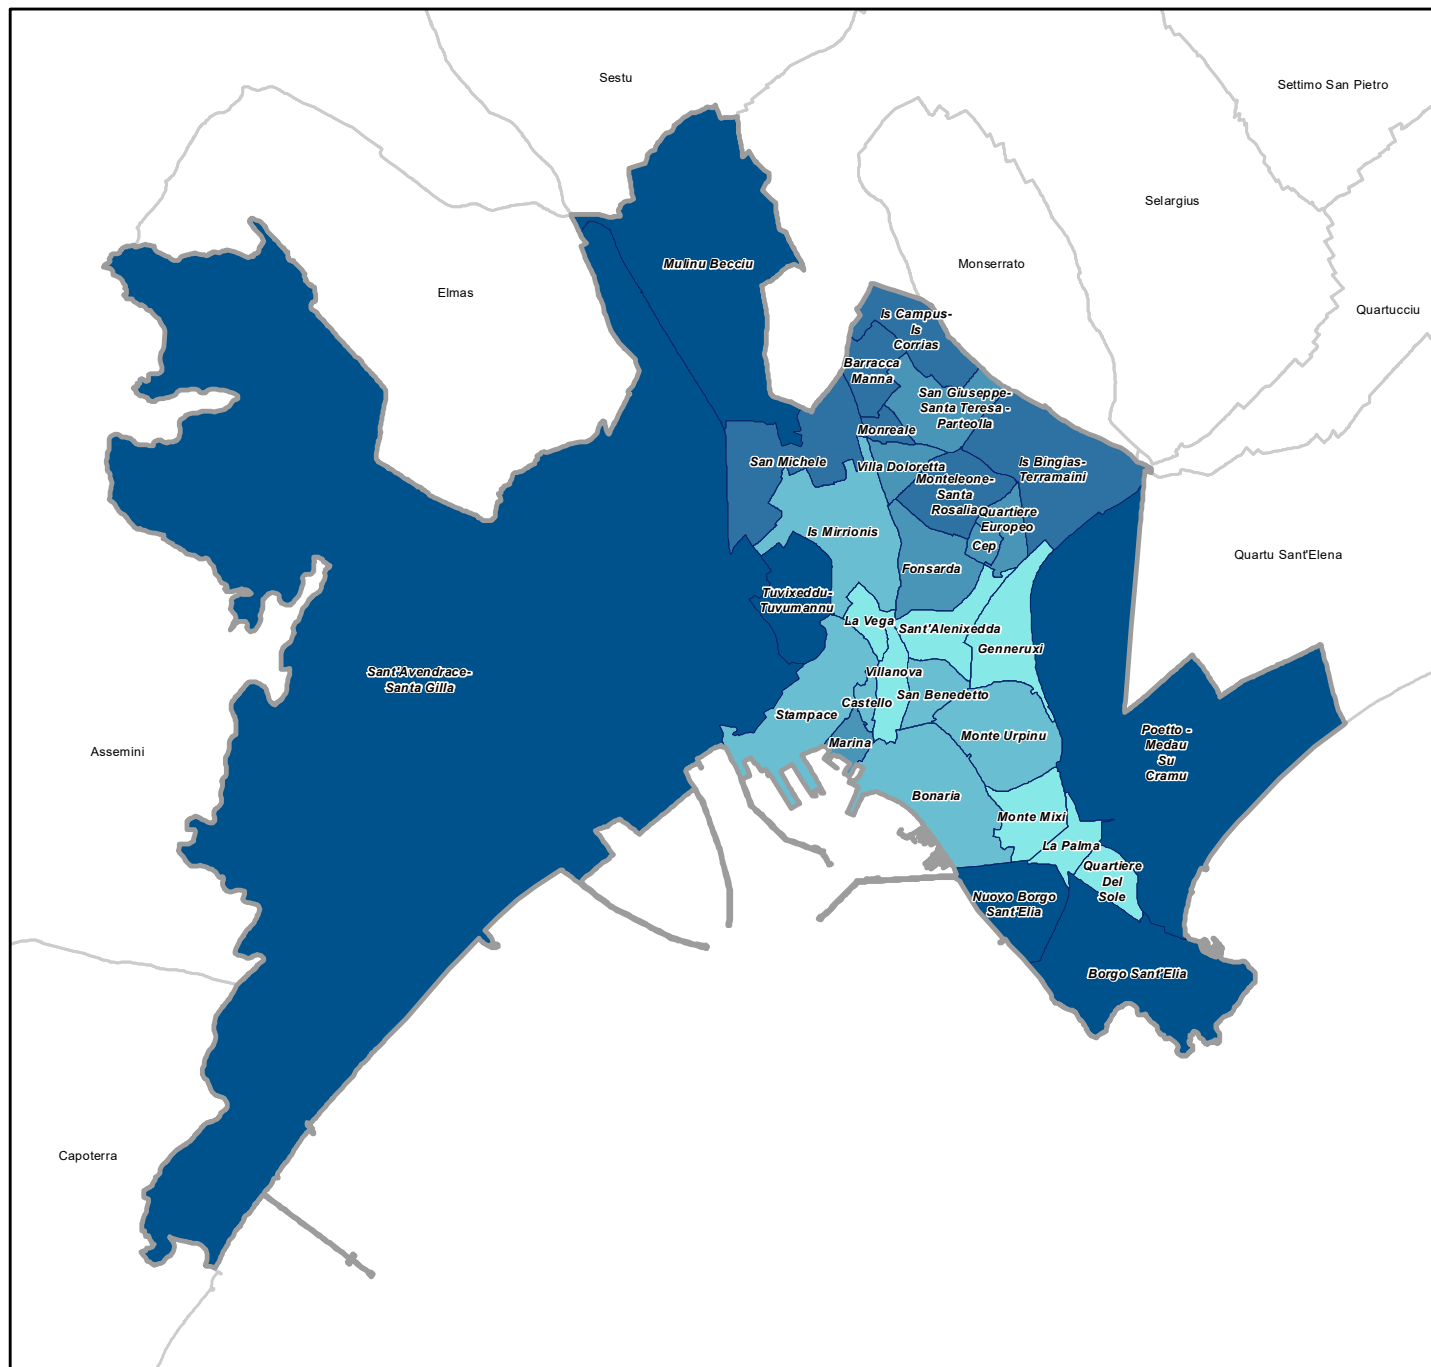 Sestu
Settimo San Pietro
Selargius
Mulinu Becciu
Monserrato
Elmas
Quartucciu
Is Campus-
Is
Corrias
Barracca
Manna
San Giuseppe-
Santa Teresa -
Parteolla
Monreale
San Michele
Villa Doloretta
Is Bingias-
Terramaini
Monteleone-
Santa
Rosalia
Quartiere
Europeo
Is Mirrionis
Cep
Quartu Sant'Elena
Fonsarda
Tuvixeddu-
Tuvumannu
La Vega
Sant'Alenixedda
Genneruxi
Sant'Avendrace-
Santa Gilla
Villanova
San Benedetto
Castello
Stampace
Marina
Monte Urpinu
Poetto -
Medau
Su
Cramu
Assemini
Bonaria
Monte Mixi
La Palma
Quartiere
Del
Sole
Nuovo Borgo
Sant'Elia
Borgo Sant'Elia
Capoterra